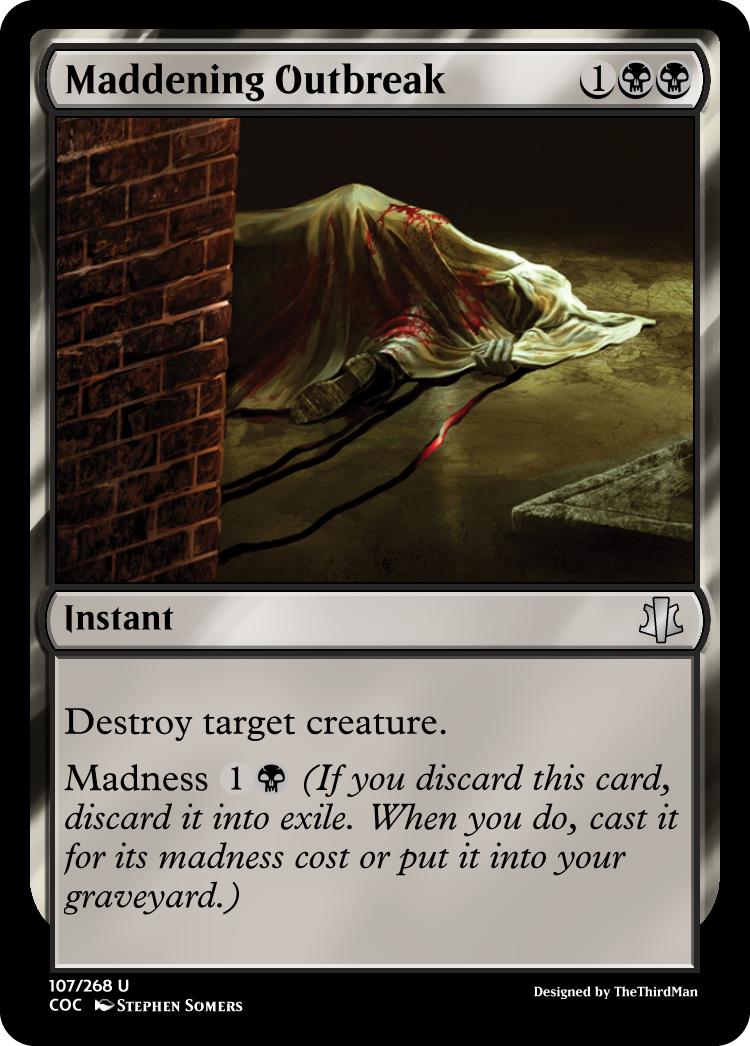 Maddening Outbreak 1
Instant
Destroy target creature.
Madness 1 (If you discard this card,
discard it into exile. When you do, cast it
for its madness cost or put it into your
graveyard.)
107/268 U
COC Stephen Somers
Designed by TheThirdMan